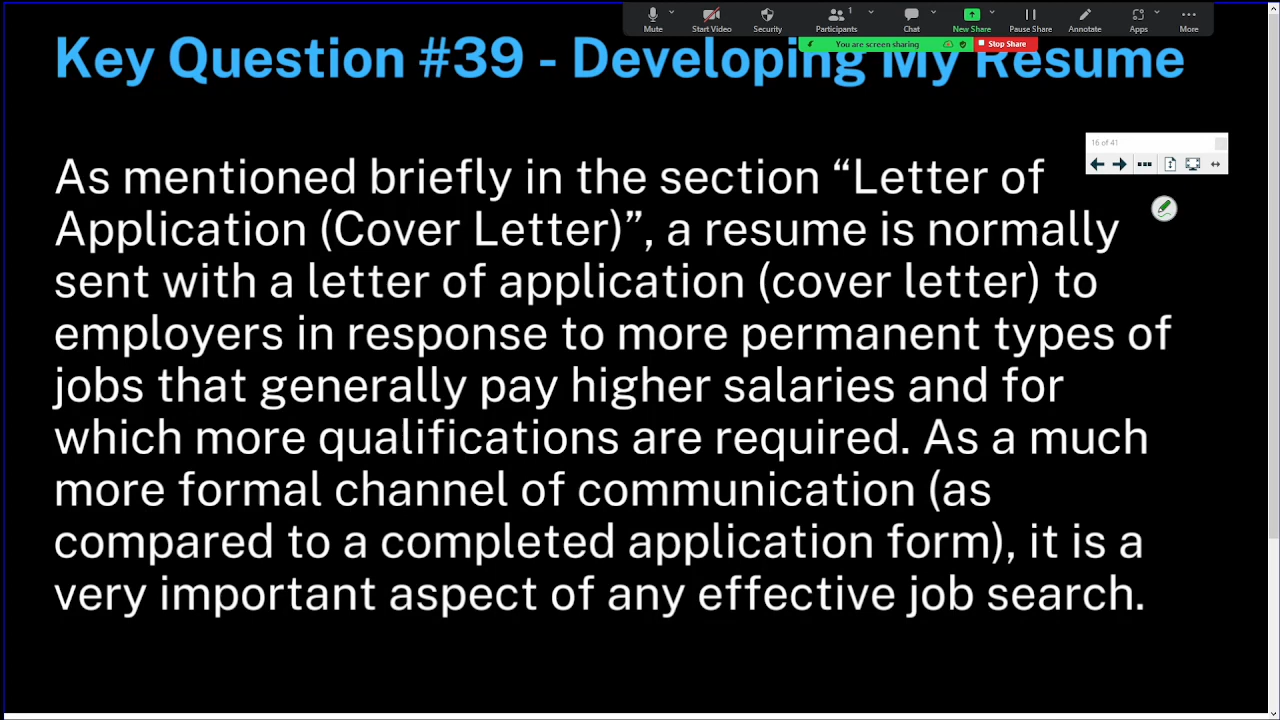 Mute
Start Video
Security
1
Participants
Chat
New Share
Pause Share
Annotate
Apps
More
You are screen sharing
Stop Share
Key Question #39 - Developing My Resume
16 of 41
As mentioned briefly in the section “Letter of
Application (Cover Letter)”, a resume is normally
sent with a letter of application (cover letter) to
employers in response to more permanent types of
jobs that generally pay higher salaries and for
which more qualifications are required. As a much
more formal channel of communication (as
compared to a completed application form), it is a
very important aspect of any effective job search.